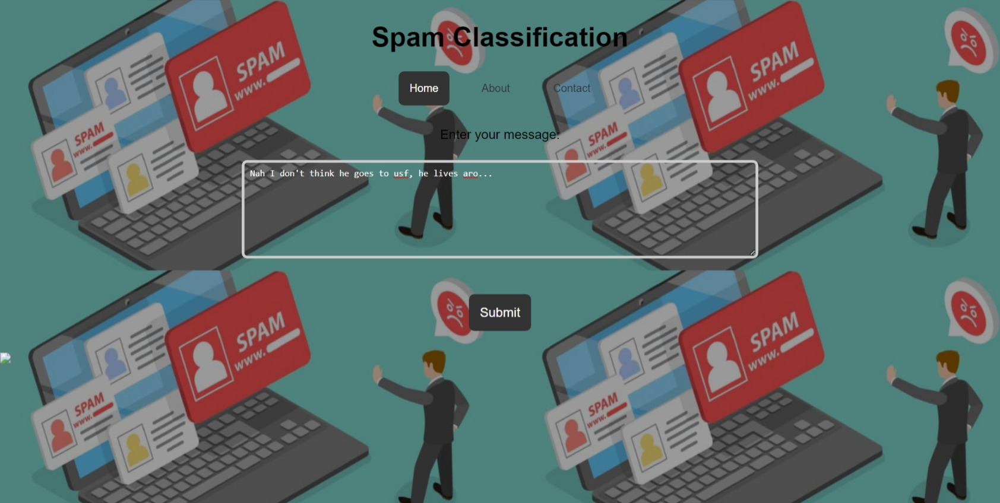 Spam Classification
Home About Contact
Enter your message:
Nah I don't think he goes to usf, he lives aro...
Submit
SPAM
www.
SPAM
www.
SPAM
www.
SPAM
www.
SPAM
www.
SPAM
www.
SPAM
www.
SPAM
www.